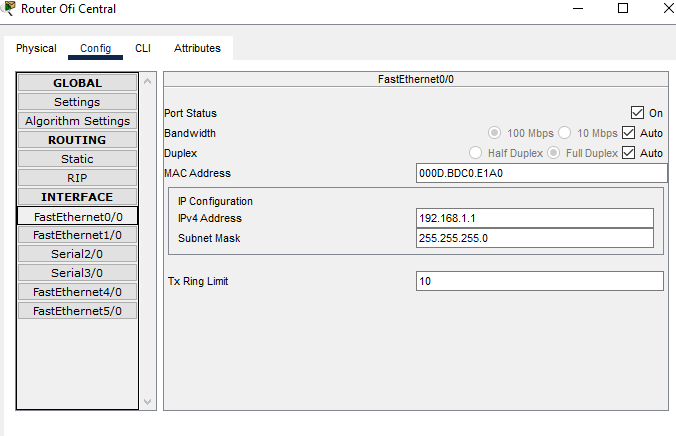 Router Ofi Central
Physical Config CLI Attributes
GLOBAL
Settings
Algorithm Settings
ROUTING
Static
RIP
INTERFACE
FastEthernet0/0
FastEthernet1/0
Serial2/0
Serial3/0
FastEthernet4/0
FastEthernet5/0
FastEthernet0/0
Port Status On
Bandwidth 100 Mbps 10 Mbps Auto
Duplex Half Duplex Full Duplex Auto
MAC Address 000D.BDC0.E1A0
IP Configuration
IPv4 Address 192.168.1.1
Subnet Mask 255.255.255.0
Tx Ring Limit 10